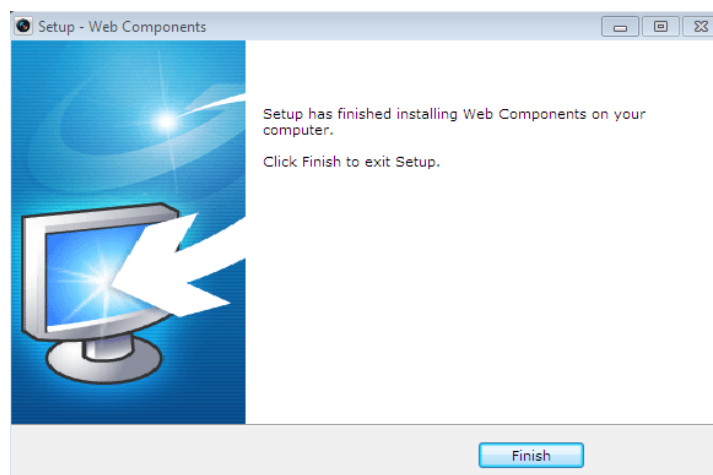 Setup - Web Components
Setup has finished installing Web Components on your
computer.
Click Finish to exit Setup.
Finish